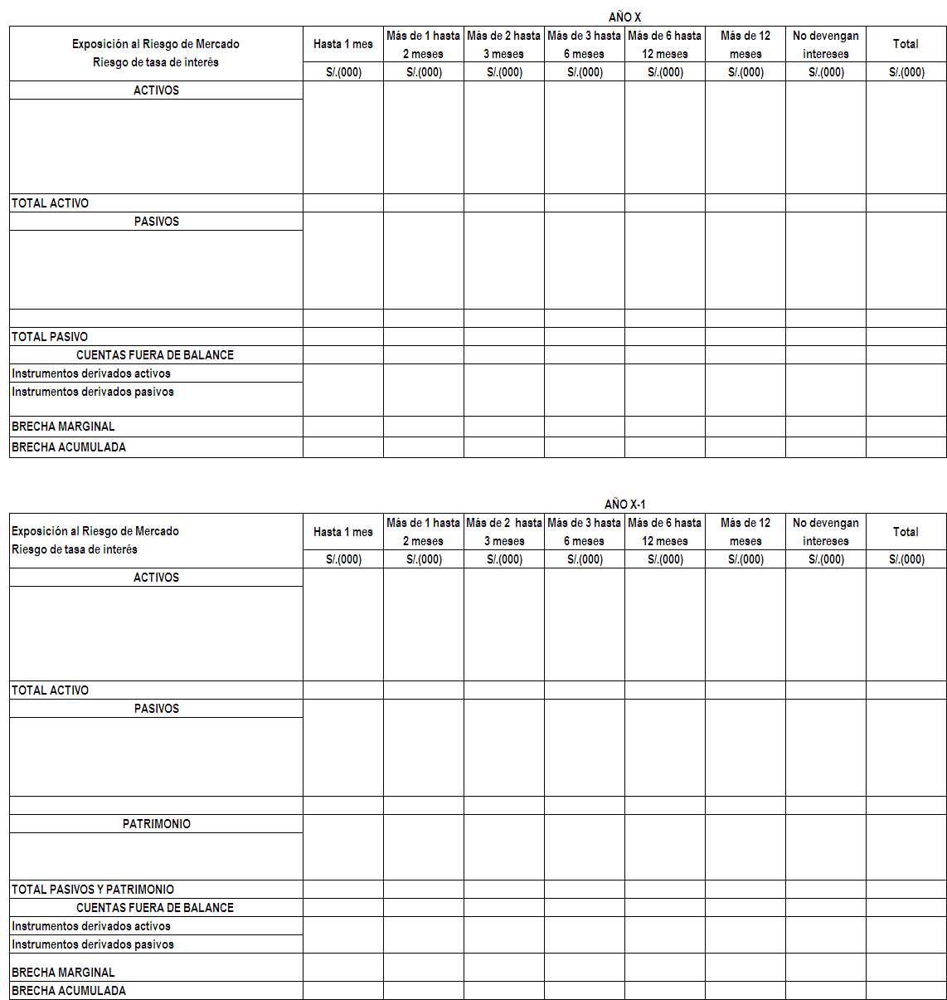 AÑO X
Exposición al Riesgo de Mercado
Riesgo de tasa de interés
Hasta 1 mes
Más de 1 hasta
2 meses
Más de 2 hasta
3 meses
Más de 3 hasta
6 meses
Más de 6 hasta
12 meses
Más de 12
meses
No devengan
intereses
Total
S/.(000) S/.(000) S/.(000) S/.(000) S/.(000) S/.(000) S/.(000) S/.(000)
ACTIVOS
TOTAL ACTIVO
PASIVOS
TOTAL PASIVO
CUENTAS FUERA DE BALANCE
Instrumentos derivados activos
Instrumentos derivados pasivos
BRECHA MARGINAL
BRECHA ACUMULADA
AÑO X-1
Exposición al Riesgo de Mercado
Riesgo de tasa de interés
Hasta 1 mes
Más de 1 hasta
2 meses
Más de 2 hasta
3 meses
Más de 3 hasta
6 meses
Más de 6 hasta
12 meses
Más de 12
meses
No devengan
intereses
Total
S/.(000) S/.(000) S/.(000) S/.(000) S/.(000) S/.(000) S/.(000) S/.(000)
ACTIVOS
TOTAL ACTIVO
PASIVOS
PATRIMONIO
TOTAL PASIVOS Y PATRIMONIO
CUENTAS FUERA DE BALANCE
Instrumentos derivados activos
Instrumentos derivados pasivos
BRECHA MARGINAL
BRECHA ACUMULADA